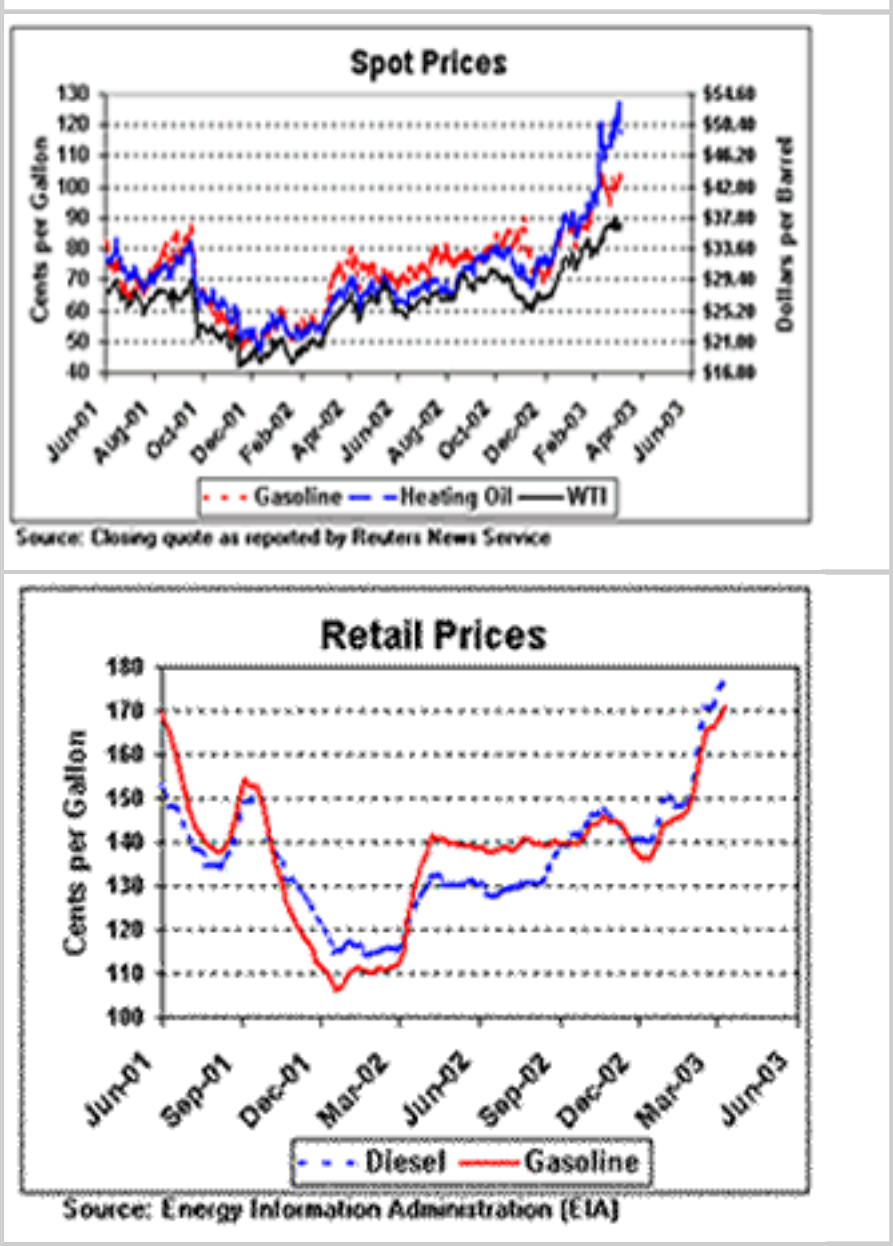 Spot Prices
Cents per Gallon
130
120
110
100
90
80
70
60
50
40
$54.60
$50.40
$46.20
$42.00
$37.80
$33.60
$29.40
$25.20
$21.00
$16.80
Dollars per Barrel
Jun-01
Aug-01
Oct-01
Dec-01
Feb-02
Apr-02
Jun-02
Aug-02
Oct-02
Dec-02
Feb-03
Apr-03
Jun-03
Gasoline Heating Oil WTI
Source: Closing quote as reported by Reuters News Service
Retail Prices
Cents per Gallon
180
170
160
150
140
130
120
110
100
Jun-01
Sep-01
Dec-01
Mar-02
Jun-02
Sep-02
Dec-02
Mar-03
Jun-03
Diesel Gasoline
Source: Energy Information Administration (EIA)